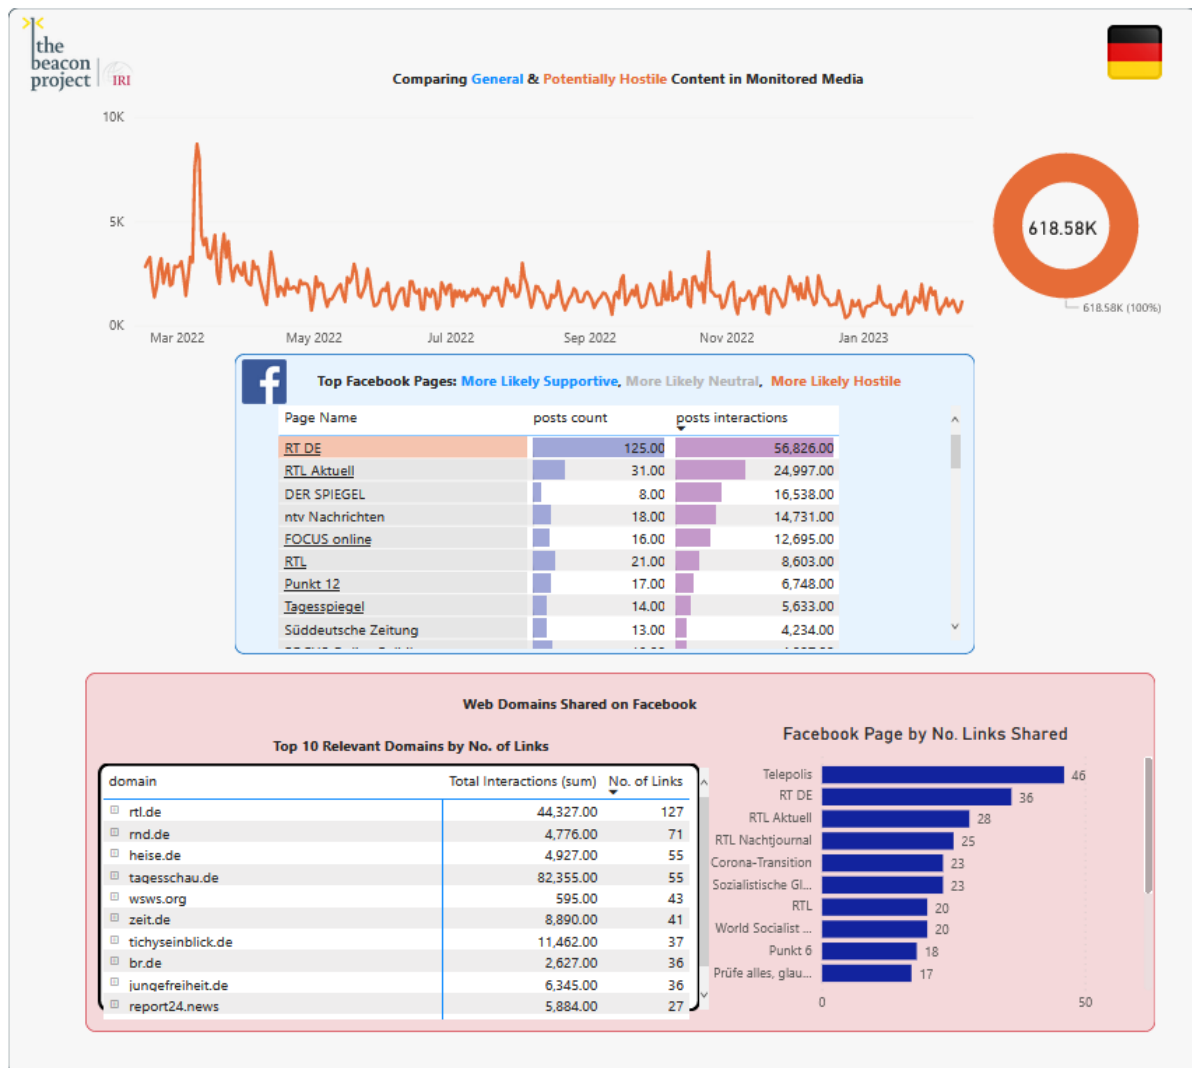 the
beacon
project
IRI
Comparing General & Potentially Hostile Content in Monitored Media
10K
5K
0K
Mar 2022 May 2022 Jul 2022 Sep 2022 Nov 2022 Jan 2023
618.58K
618.58K (100%)
Top Facebook Pages: More Likely Supportive, More Likely Neutral, More Likely Hostile
Page Name posts count posts interactions
RT DE 125.00 56,826.00
RTL Aktuell 31.00 24,997.00
DER SPIEGEL 8.00 16,538.00
ntv Nachrichten 18.00 14,731.00
FOCUS online 16.00 12,695.00
RTL 21.00 8,603.00
Punkt 12 17.00 6,748.00
Tagesspiegel 14.00 5,633.00
Süddeutsche Zeitung 13.00 4,234.00
Web Domains Shared on Facebook
Top 10 Relevant Domains by No. of Links
domain Total Interactions (sum) No. of Links
rtl.de 44,327.00 127
rnd.de 4,776.00 71
heise.de 4,927.00 55
tagesschau.de 82,355.00 55
wsws.org 595.00 43
zeit.de 8,890.00 41
tichyseinblick.de 11,462.00 37
br.de 2,627.00 36
jungefreiheit.de 6,345.00 36
report24.news 5,884.00 27
Facebook Page by No. Links Shared
Telepolis 46
RT DE 36
RTL Aktuell 28
RTL Nachtjournal 25
Corona-Transition 23
Sozialistische Gl... 23
RTL 20
World Socialist ... 20
Punkt 6 18
Prüfe alles, glau... 17
0 50